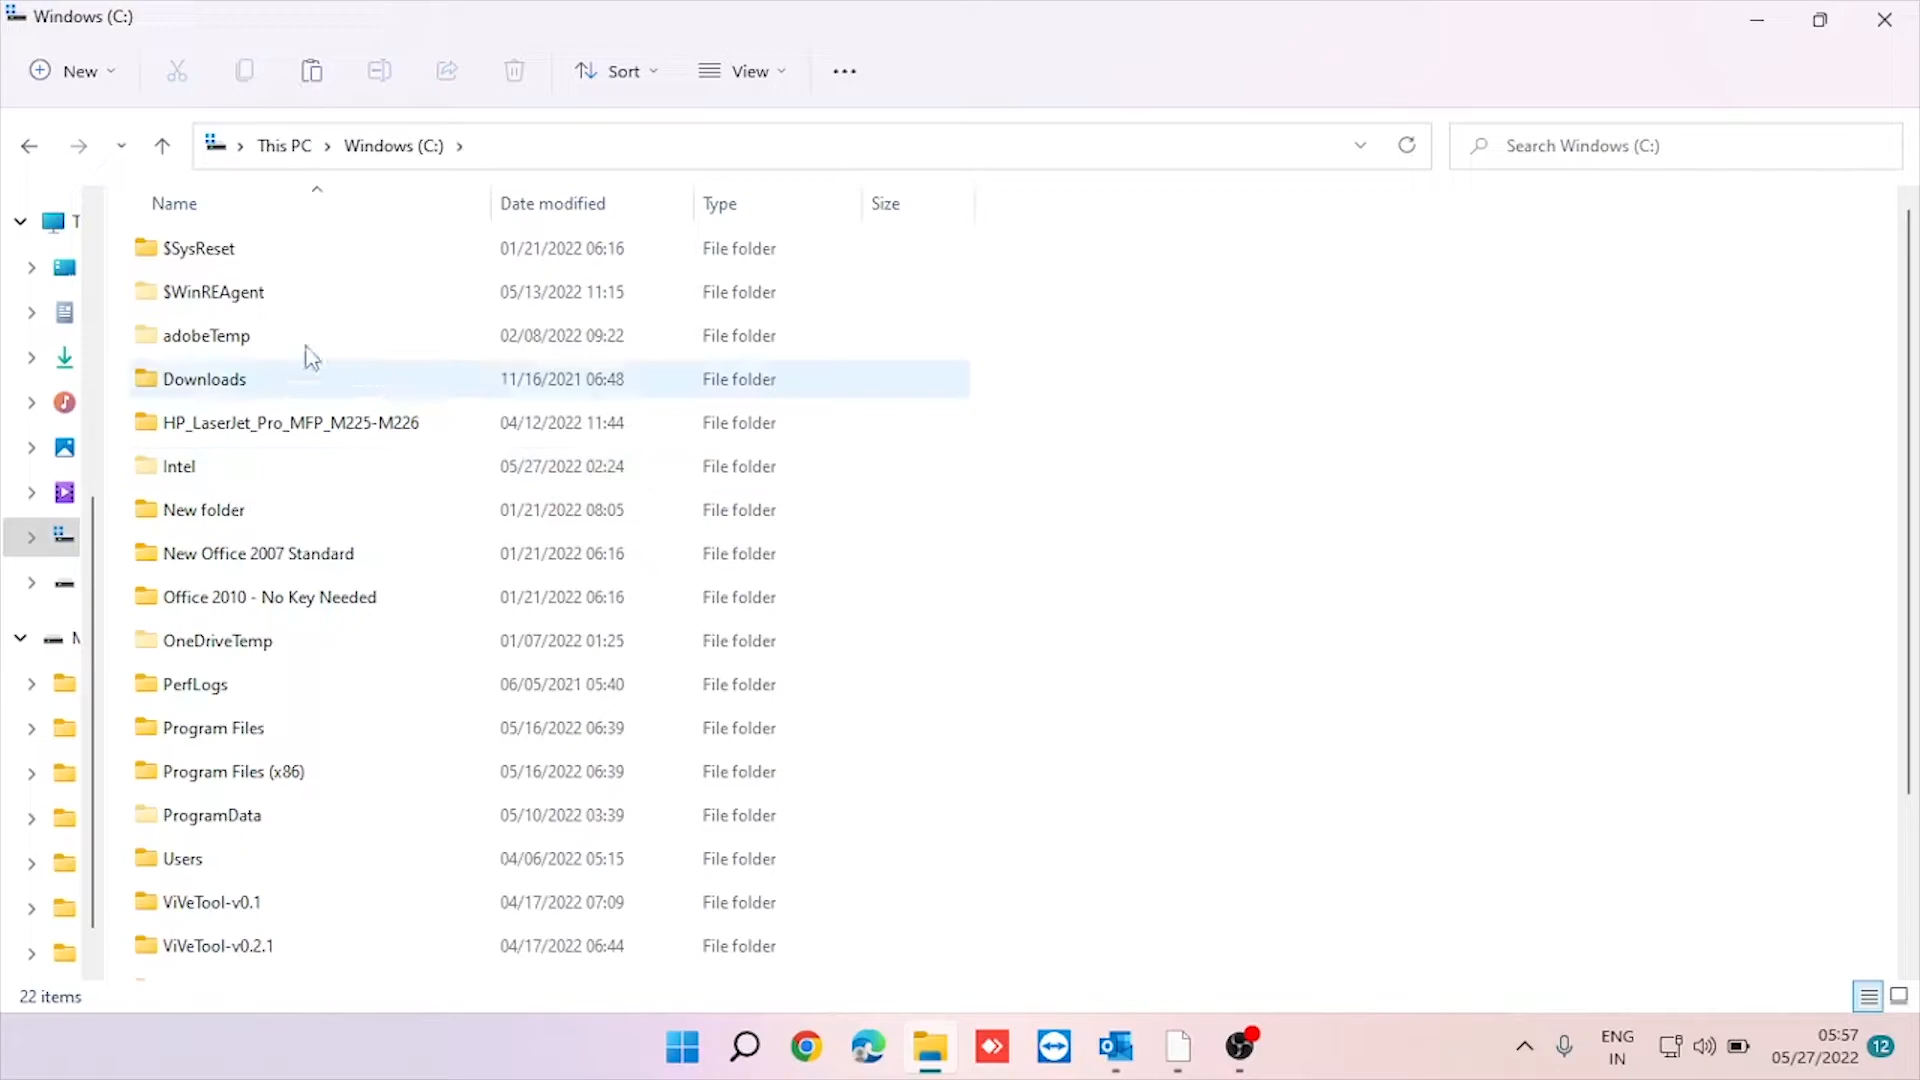 Windows (C:)
New
Sort
View
This PC
Windows (C:)
Search Windows (C:)
Name
Date modified
Type
Size
T
$SysReset 01/21/2022 06:16 File folder
$WinREAgent 05/13/2022 11:15 File folder
adobeTemp 02/08/2022 09:22 File folder
Downloads 11/16/2021 06:48 File folder
HP_LaserJet_Pro_MFP_M225-M226 04/12/2022 11:44 File folder
Intel 05/27/2022 02:24 File folder
New folder 01/21/2022 08:05 File folder
New Office 2007 Standard 01/21/2022 06:16 File folder
Office 2010 - No Key Needed 01/21/2022 06:16 File folder
OneDriveTemp 01/07/2022 01:25 File folder
PerfLogs 06/05/2021 05:40 File folder
Program Files 05/16/2022 06:39 File folder
Program Files (x86) 05/16/2022 06:39 File folder
ProgramData 05/10/2022 03:39 File folder
Users 04/06/2022 05:15 File folder
ViVeTool-v0.1 04/17/2022 07:09 File folder
ViVeTool-v0.2.1 04/17/2022 06:44 File folder
22 items
ENG
IN
05:57
05/27/2022
12